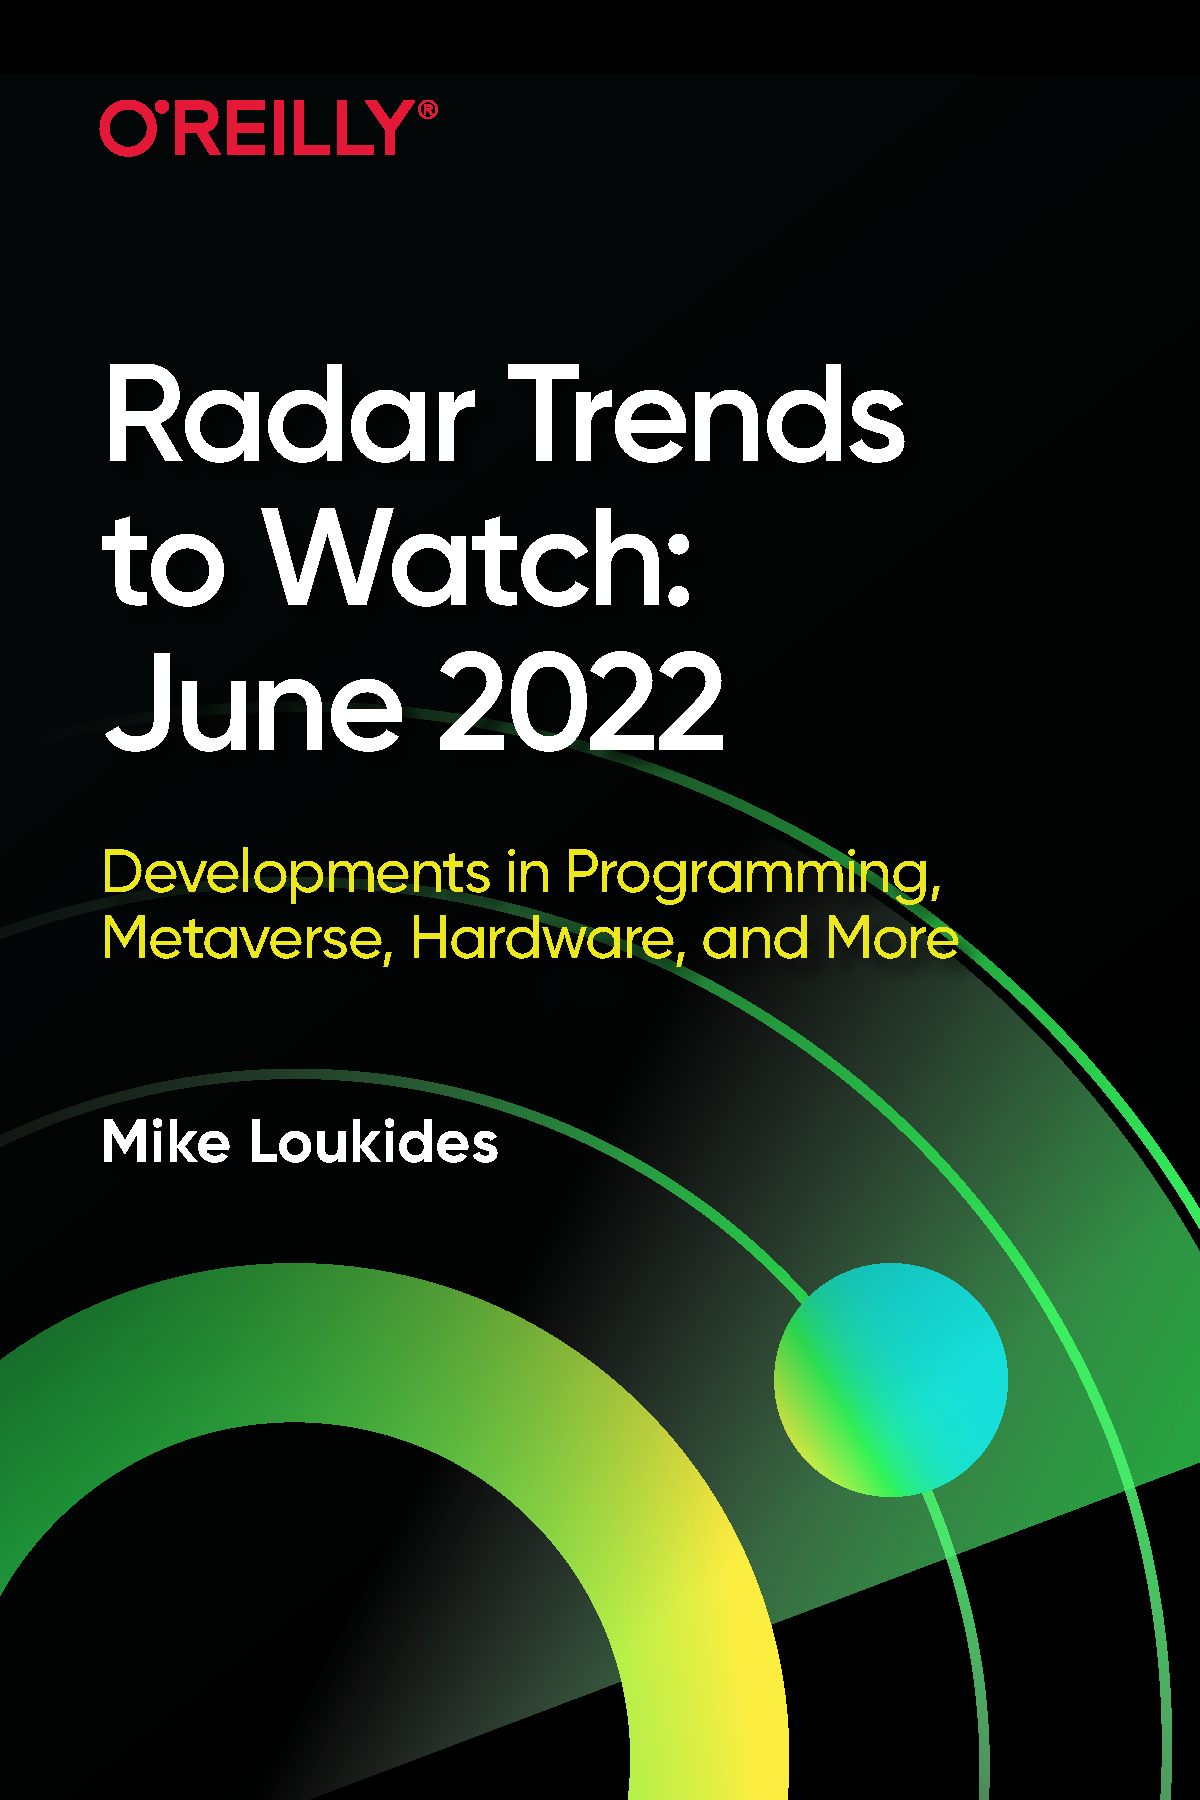 O'REILLY®
Radar Trends
to Watch:
June 2022
Developments in Programming,
Metaverse, Hardware, and More
Mike Loukides